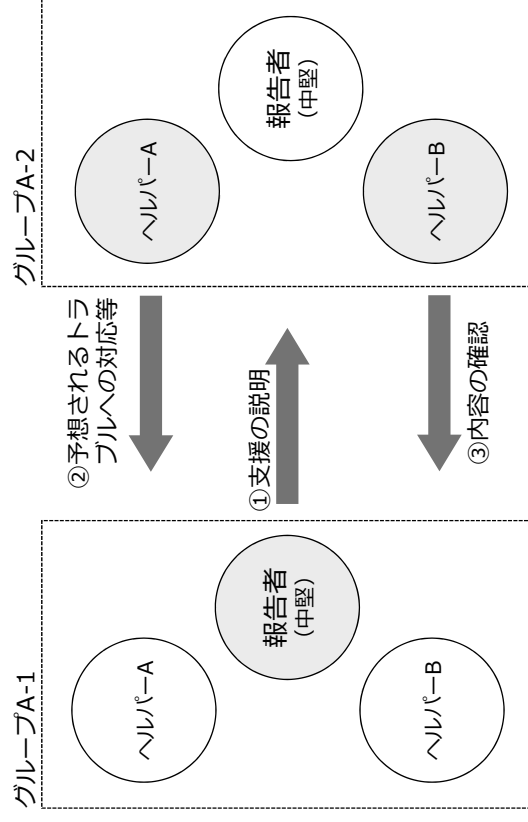 グループA-1
ヘルパーA
報告者
(中堅)
ヘルパーB
②予想されるトラ
ブルへの対応等
①支援の説明
③内容の確認
グループA-2
ヘルパーA
報告者
(中堅)
ヘルパーB